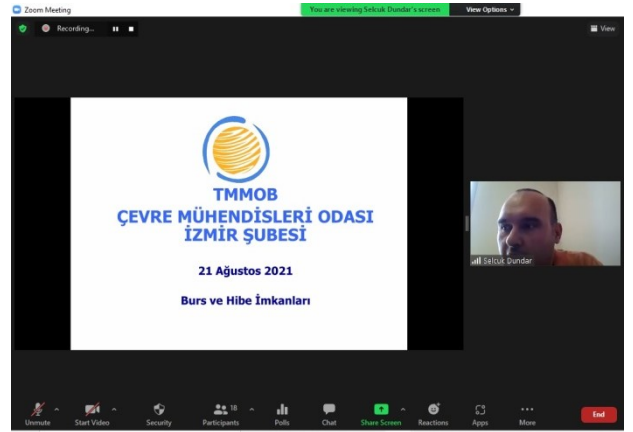 Zoom Meeting
You are viewing Selcuk Dundar's screen
View Options
Recording...
View
TMMOB
ÇEVRE MÜHENDİSLERİ ODASI
İZMİR ŞUBESİ
21 Ağustos 2021
Burs ve Hibe İmkanları
Selcuk Dundar
Unmute
Start Video
Security
Participants
18
Polls
Chat
Share Screen
Reactions
Apps
More
End